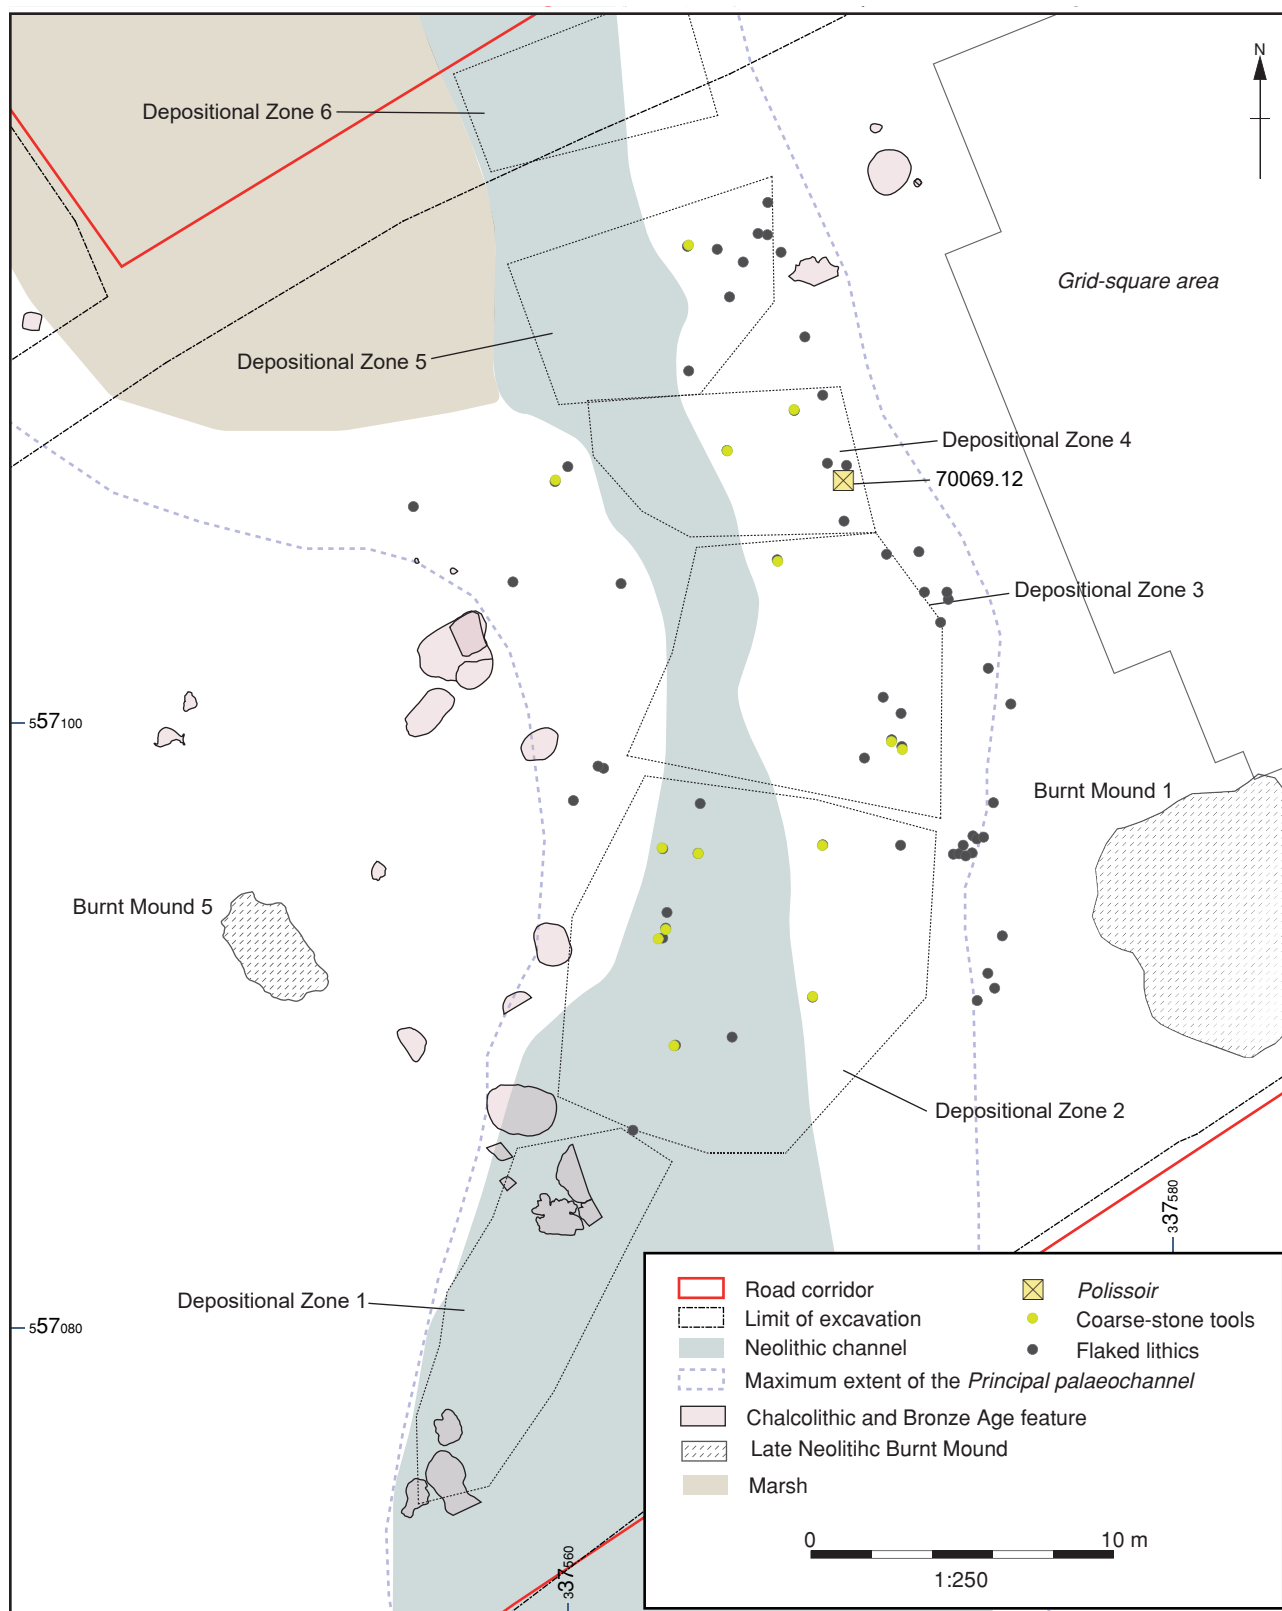 N
Depositional Zone 6
Grid-square area
Depositional Zone 5
Depositional Zone 4
70069.12
Depositional Zone 3
557100
Burnt Mound 1
Burnt Mound 5
Depositional Zone 2
337580
Depositional Zone 1
557080
337560
Road corridor
Limit of excavation
Neolithic channel
Maximum extent of the Principal palaeochannel
Chalcolithic and Bronze Age feature
Late Neolitihc Burnt Mound
Marsh
Polissoir
Coarse-stone tools
Flaked lithics
0 10 m
1:250